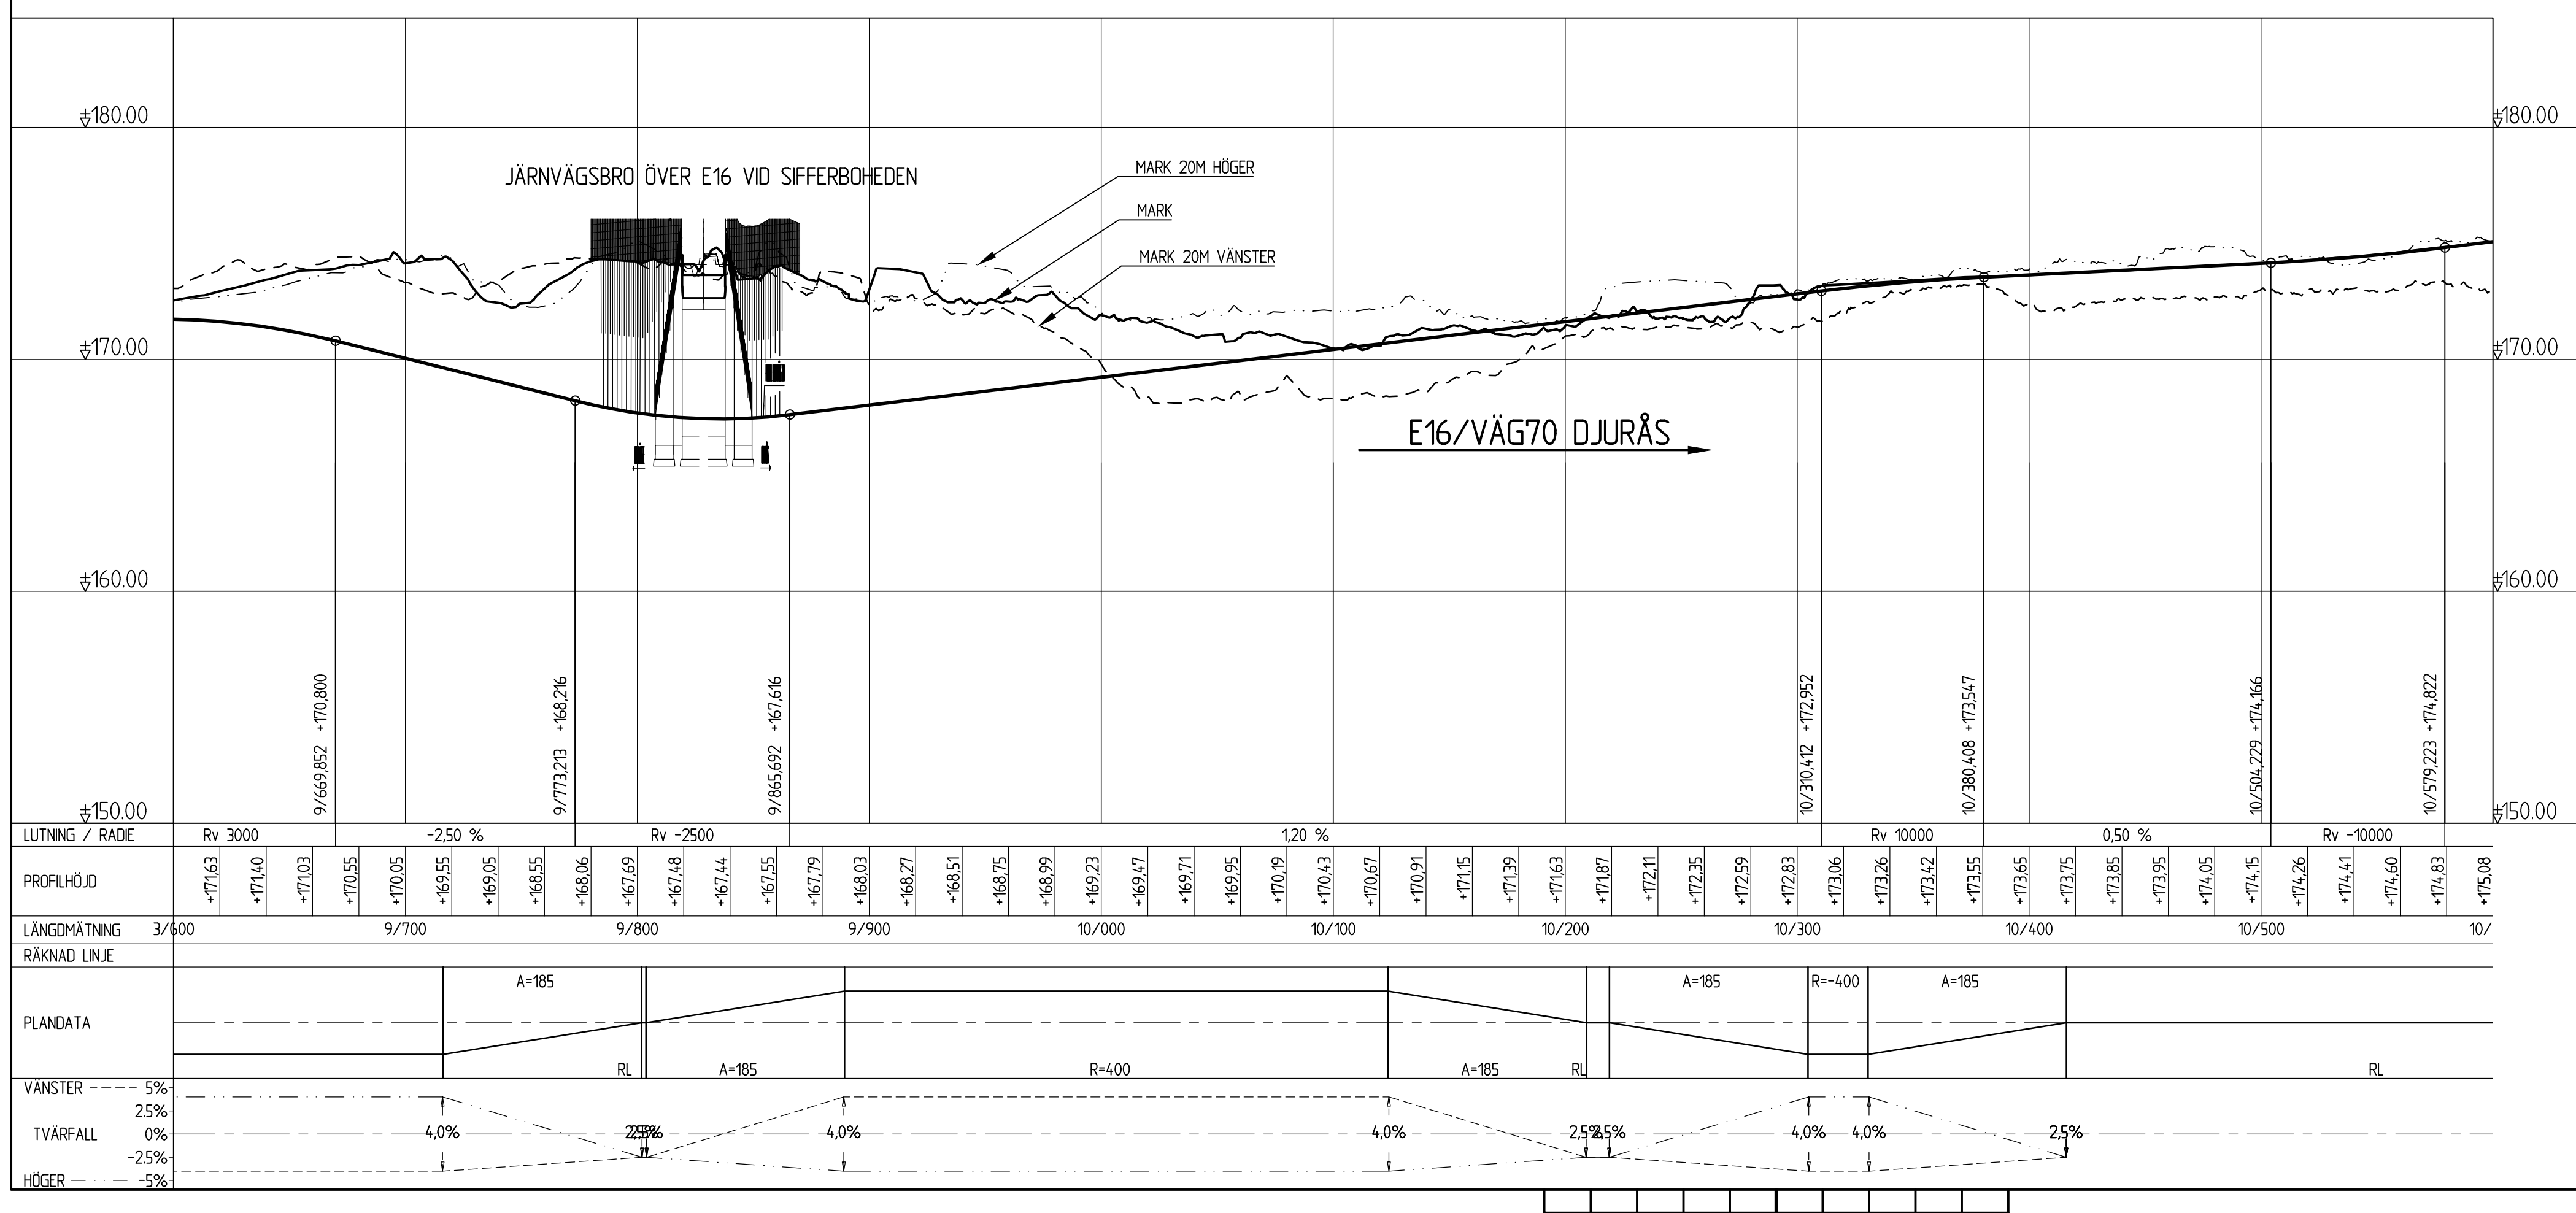 ±180.00
±180.00
JÄRNVÄGSBRO ÖVER E16 VID SIFFERBOHEDEN
MARK 20M HÖGER
MARK
MARK 20M VÄNSTER
±170.00
±170.00
E16/VÄG70 DJURÅS
±160.00
±160.00
9/669,852 +170,800
9/773,213 +168,216
9/865,692 +167,616
10/310,412 +172,952
10/380,408 +173,547
10/504,229 +174,166
10/579,223 +174,822
±150.00
±150.00
LUTNING / RADIE Rv 3000 -2,50 % Rv -2500 1,20 % Rv 10000 0,50 % Rv -10000
PROFILHÖJD +171,63 +171,40 +171,03 +170,55 +170,05 +169,55 +169,05 +168,55 +168,06 +167,69 +167,48 +167,44 +167,55 +167,79 +168,03 +168,27 +168,51 +168,75 +168,99 +169,23 +169,47 +169,71 +169,95 +170,19 +170,43 +170,67 +170,91 +171,15 +171,39 +171,63 +171,87 +172,11 +172,35 +172,59 +172,83 +173,06 +173,26 +173,42 +173,55 +173,65 +173,75 +173,85 +173,95 +174,05 +174,15 +174,26 +174,41 +174,60 +174,83 +175,08
LÄNGDMÄTNING 3/600 9/700 9/800 9/900 10/000 10/100 10/200 10/300 10/400 10/500 10/
RÄKNAD LINJE
A=185 A=185 R=-400 A=185
PLANDATA
RL A=185 R=400 A=185 RL RL
VÄNSTER 5%
2.5%
TVÄRFALL 0% 4,0% 2,5% 4,0% 4,0% 2,5% 2,5% 4,0% 4,0% 2,5%
-2.5%
HÖGER -5%